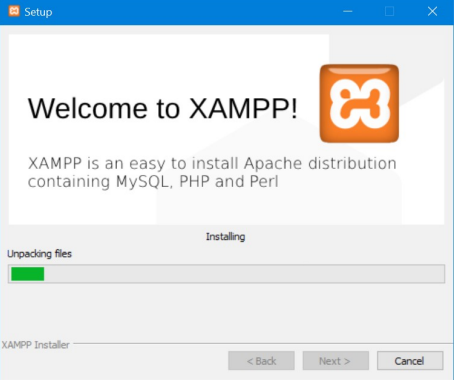 Setup
Welcome to XAMPP!
XAMPP is an easy to install Apache distribution
containing MySQL, PHP and Perl
Installing
Unpacking files
XAMPP Installer
< Back
Next >
Cancel